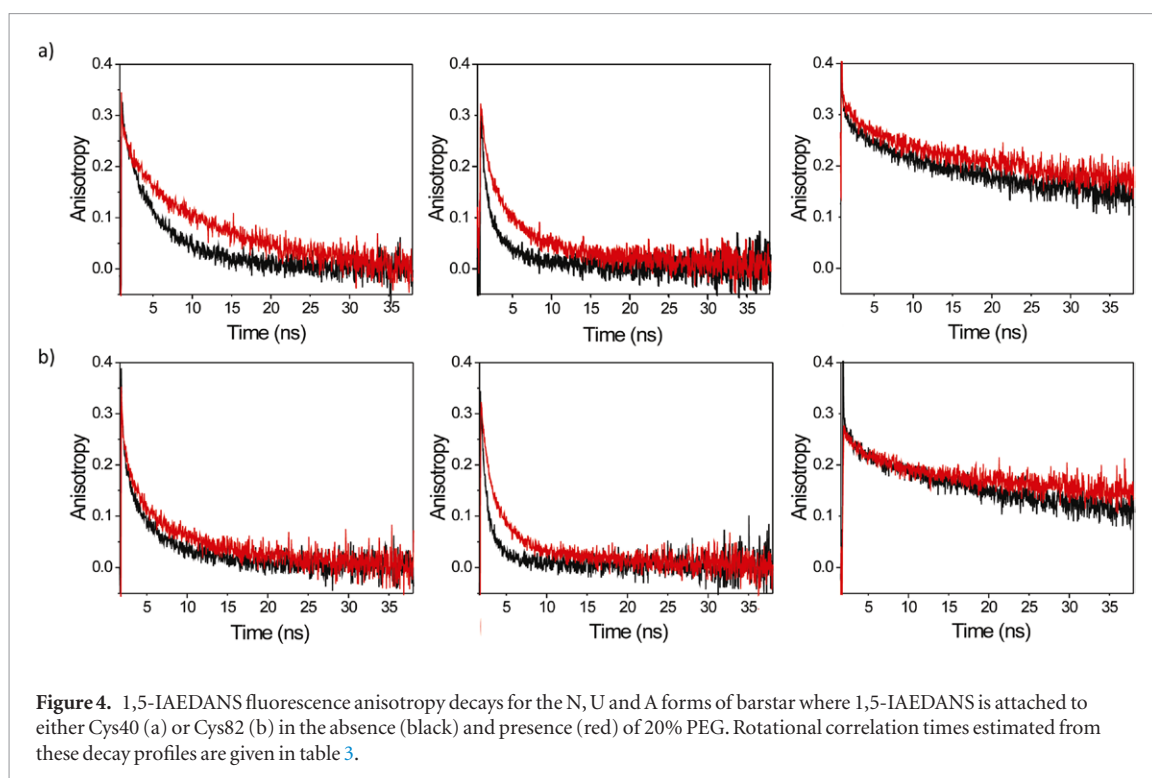 a)
0.4
0.3
0.2
0.1
0.0
Anisotropy
5 10 15 20 25 30 35
Time (ns)
0.4
0.3
0.2
0.1
0.0
Anisotropy
5 10 15 20 25 30 35
Time (ns)
0.4
0.3
0.2
0.1
0.0
Anisotropy
5 10 15 20 25 30 35
Time (ns)
b)
0.4
0.3
0.2
0.1
0.0
Anisotropy
5 10 15 20 25 30 35
Time (ns)
0.4
0.3
0.2
0.1
0.0
Anisotropy
5 10 15 20 25 30 35
Time (ns)
0.4
0.3
0.2
0.1
0.0
Anisotropy
5 10 15 20 25 30 35
Time (ns)
Figure 4. 1,5-IAEDANS fluorescence anisotropy decays for the N, U and A forms of barstar where 1,5-IAEDANS is attached to
either Cys40 (a) or Cys82 (b) in the absence (black) and presence (red) of 20% PEG. Rotational correlation times estimated from
these decay profiles are given in table 3.